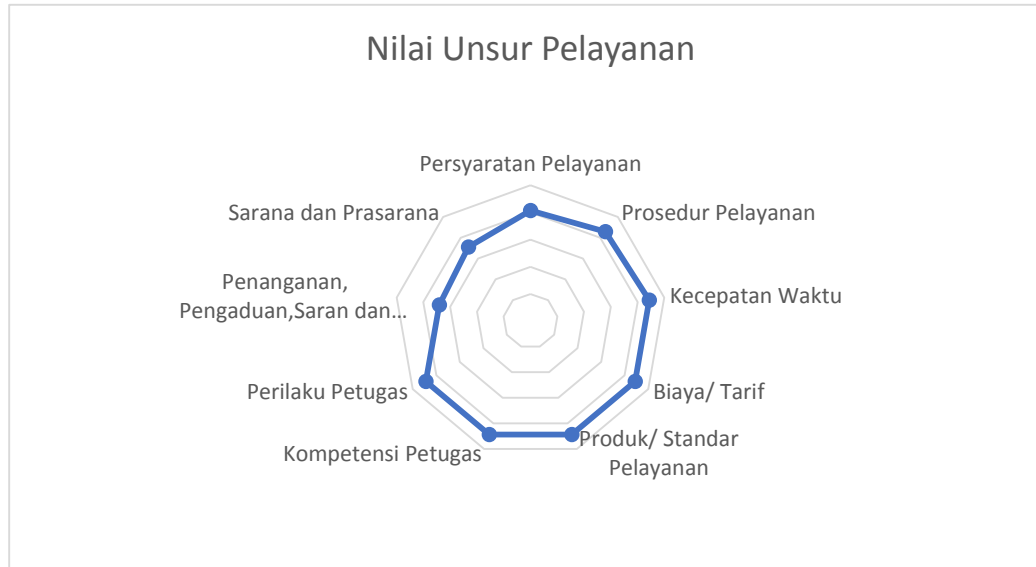 Nilai Unsur Pelayanan
Persyaratan Pelayanan
Prosedur Pelayanan
Kecepatan Waktu
Biaya/ Tarif
Produk/ Standar
Pelayanan
Kompetensi Petugas
Perilaku Petugas
Penanganan,
Pengaduan,Saran dan…
Sarana dan Prasarana